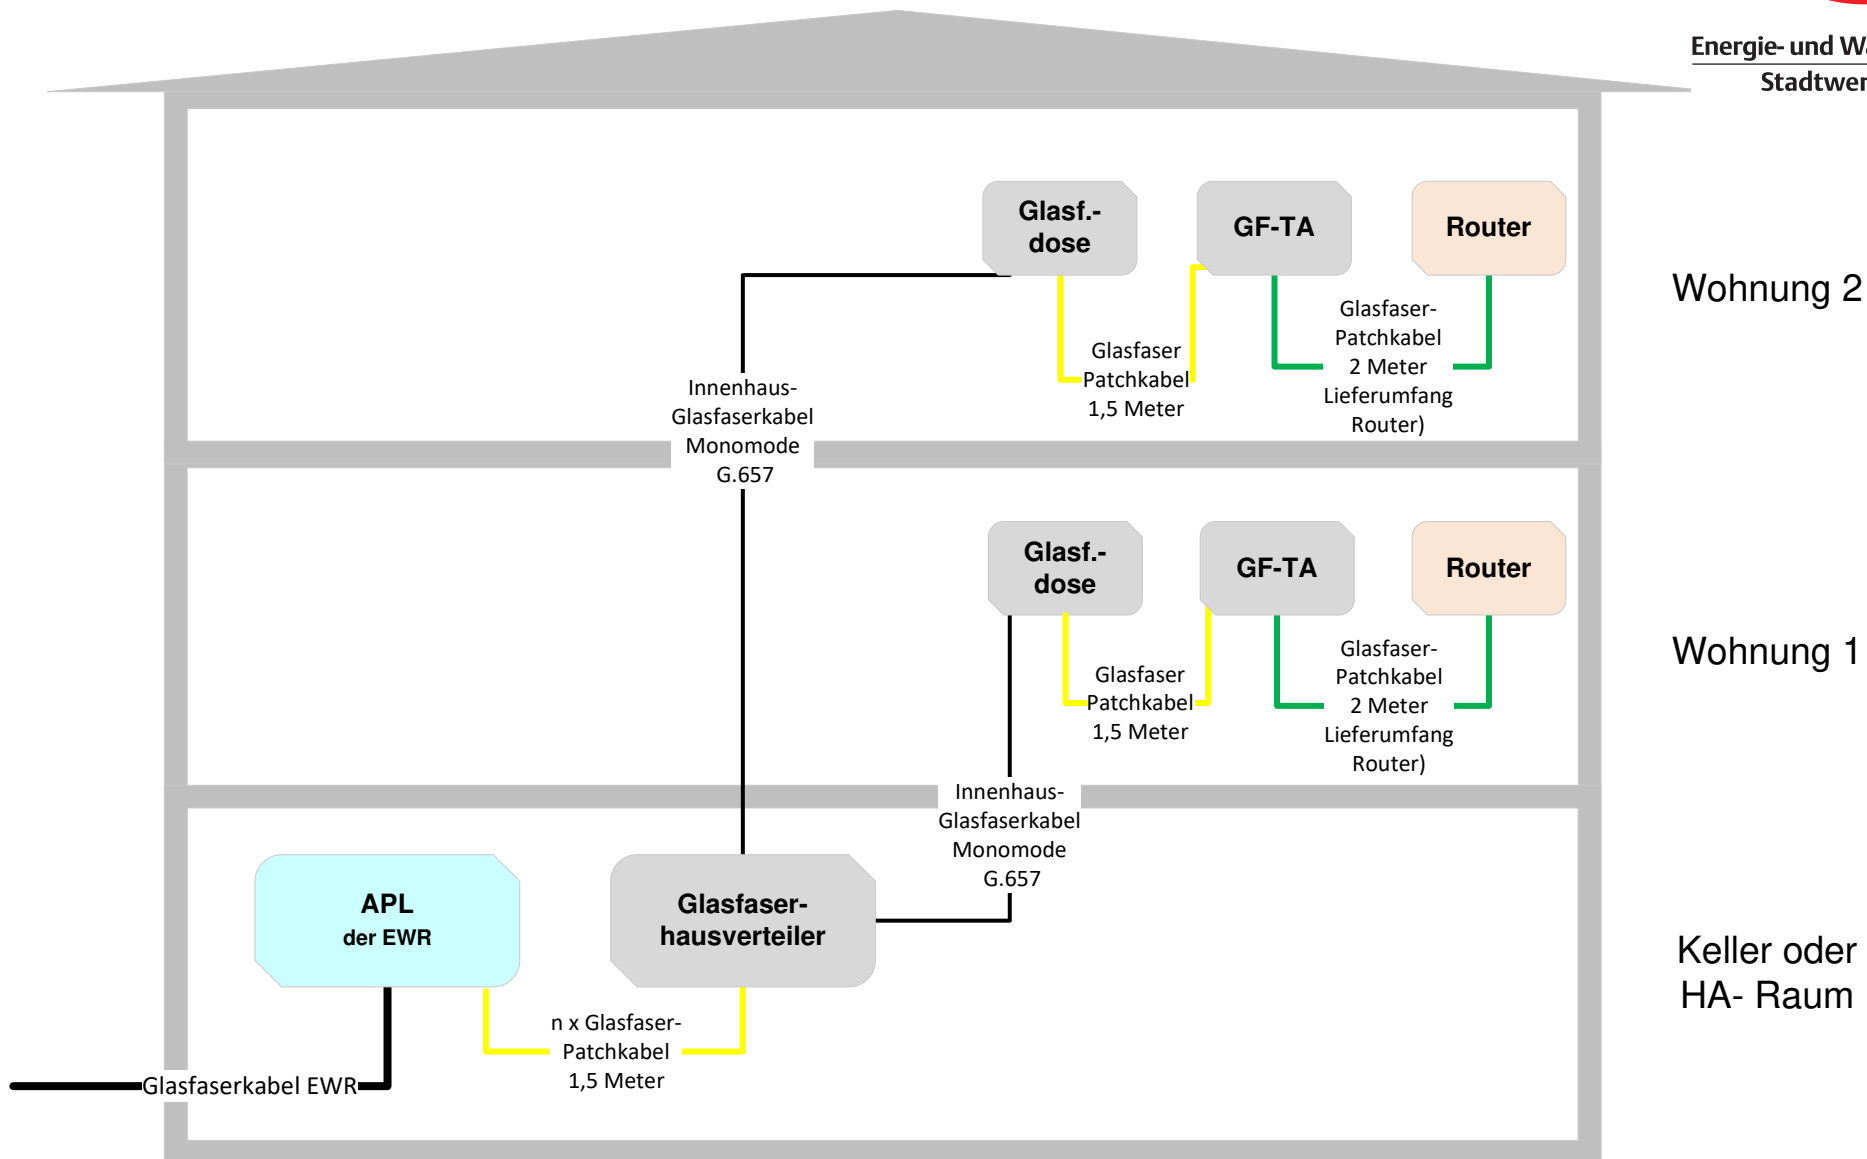 Energie- und Wa
Stadtwer
Glasf.-
dose
GF-TA
Router
Wohnung 2
Glasfaser
Patchkabel
1,5 Meter
Glasfaser-
Patchkabel
2 Meter
Lieferumfang
Router)
Innenhaus-
Glasfaserkabel
Monomode
G.657
Glasf.-
dose
GF-TA
Router
Wohnung 1
Glasfaser
Patchkabel
1,5 Meter
Glasfaser-
Patchkabel
2 Meter
Lieferumfang
Router)
Innenhaus-
Glasfaserkabel
Monomode
G.657
APL
der EWR
Glasfaser-
hausverteiler
Keller oder
HA- Raum
n x Glasfaser-
Patchkabel
1,5 Meter
Glasfaserkabel EWR